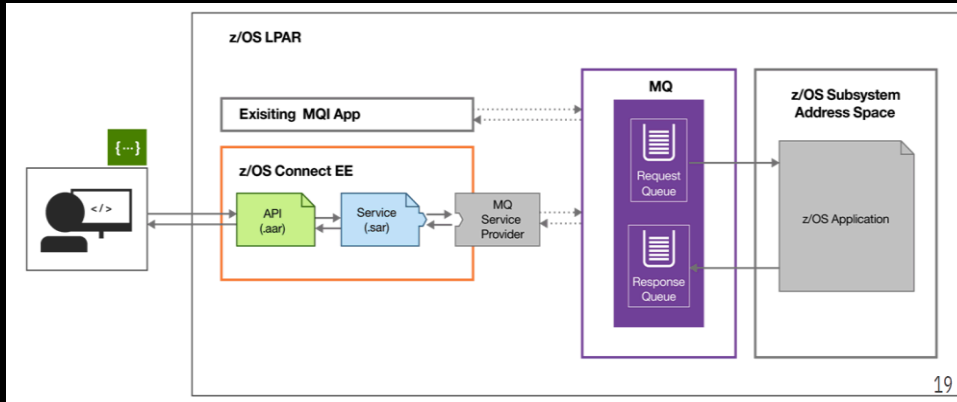 z/OS LPAR
Exisiting MQI App
{...}
</>
z/OS Connect EE
API
(.aar)
Service
(.sar)
MQ
Service
Provider
MQ
Request
Queue
Response
Queue
z/OS Subsystem
Address Space
z/OS Application
19